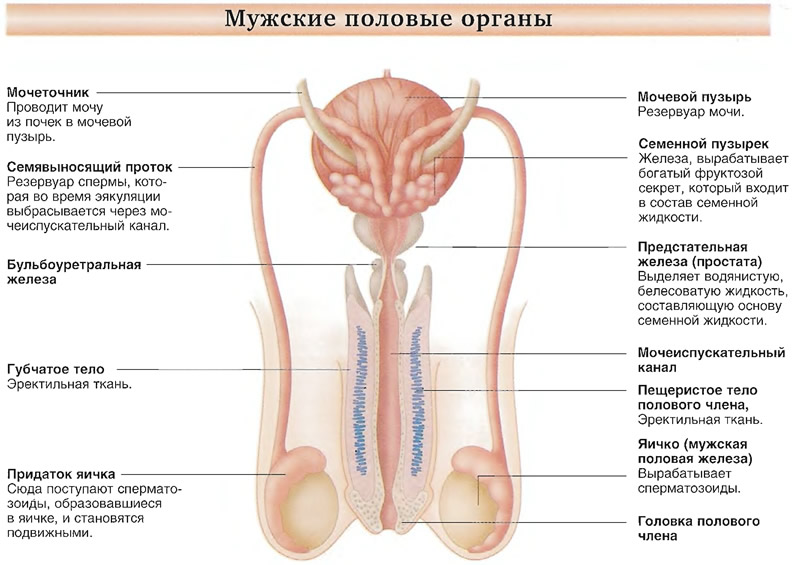 Мужские половые органы
Мочеточник
Проводит мочу
из почек в мочевой
пузырь.
Семявыносящий проток
Резервуар спермы, кото-
рая во время эякуляции
выбрасывается через мо-
чеиспускательный канал.
Бульбоуретральная
железа
Губчатое тело
Эректильная ткань.
Придаток яичка
Сюда поступают спермато-
зоиды, образовавшиеся
в яичке, и становятся
подвижными.
Мочевой пузырь
Резервуар мочи.
Семенной пузырек
Железа, вырабатывает
богатый фруктозой
секрет, который входит
в состав семенной
жидкости.
Предстательная
железа (простата)
Выделяет водянистую,
белесоватую жидкость,
составляющую основу
семенной жидкости.
Мочеиспускательный
канал
Пещеристое тело
полового члена,
Эректильная ткань.
Яичко (мужская
половая железа)
Вырабатывает
сперматозоиды.
Головка полового
члена